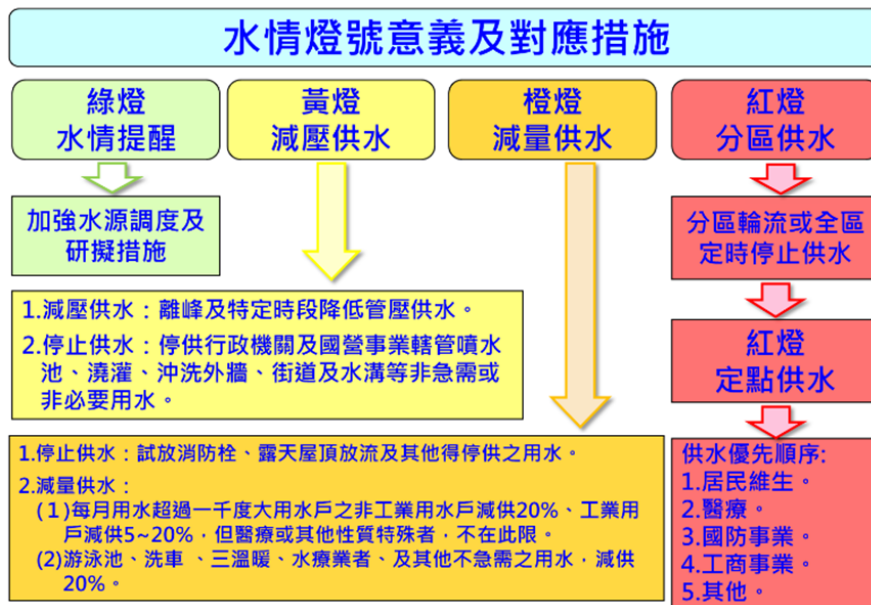 水情燈號意義及對應措施
綠燈
水情提醒
加強水源調度及
研擬措施
黃燈
減壓供水
1.減壓供水：離峰及特定時段降低管壓供水。
2.停止供水：停供行政機關及國營事業轄管噴水
池、澆灌、沖洗外牆、街道及水溝等非急需或
非必要用水。
橙燈
減量供水
1.停止供水：試放消防栓、露天屋頂放流及其他得停供之用水。
2.減量供水：
(1)每月用水超過一千度大用水戶之非工業用水戶減供20%、工業用
戶減供5~20%，但醫療或其他性質特殊者，不在此限。
(2)游泳池、洗車、三溫暖、水療業者、及其他不急需之用水，減供
20%。
紅燈
分區供水
分區輪流或全區
定時停止供水
紅燈
定點供水
供水優先順序:
1.居民維生。
2.醫療。
3.國防事業。
4.工商事業。
5.其他。